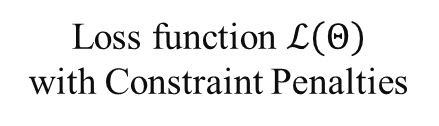 Loss function ℒ(Θ)
with Constraint Penalties